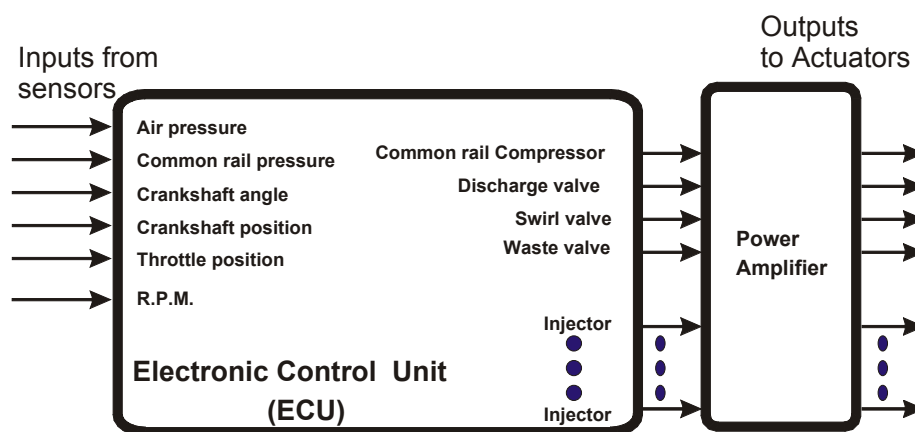 Inputs from
sensors
Outputs
to Actuators
Air pressure
Common rail pressure
Crankshaft angle
Crankshaft position
Throttle position
R.P.M.
Common rail Compressor
Discharge valve
Swirl valve
Waste valve
Injector
Injector
Electronic Control Unit
(ECU)
Power
Amplifier